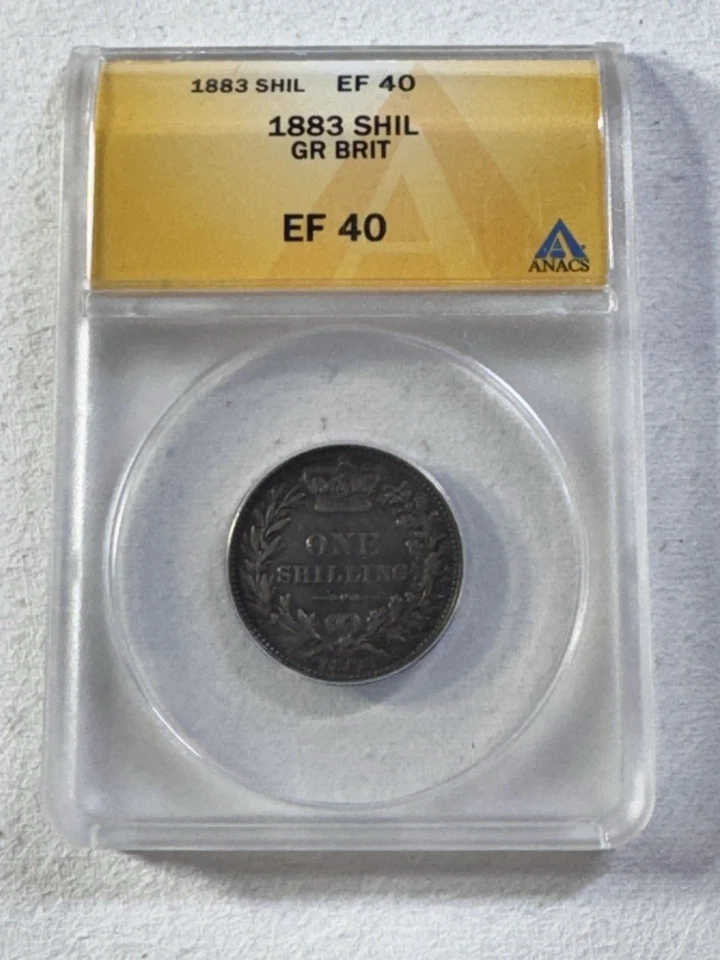 1883 SHIL EF 40
1883 SHIL
GR BRIT
EF 40
A
ANACS
ONE
SHILLING